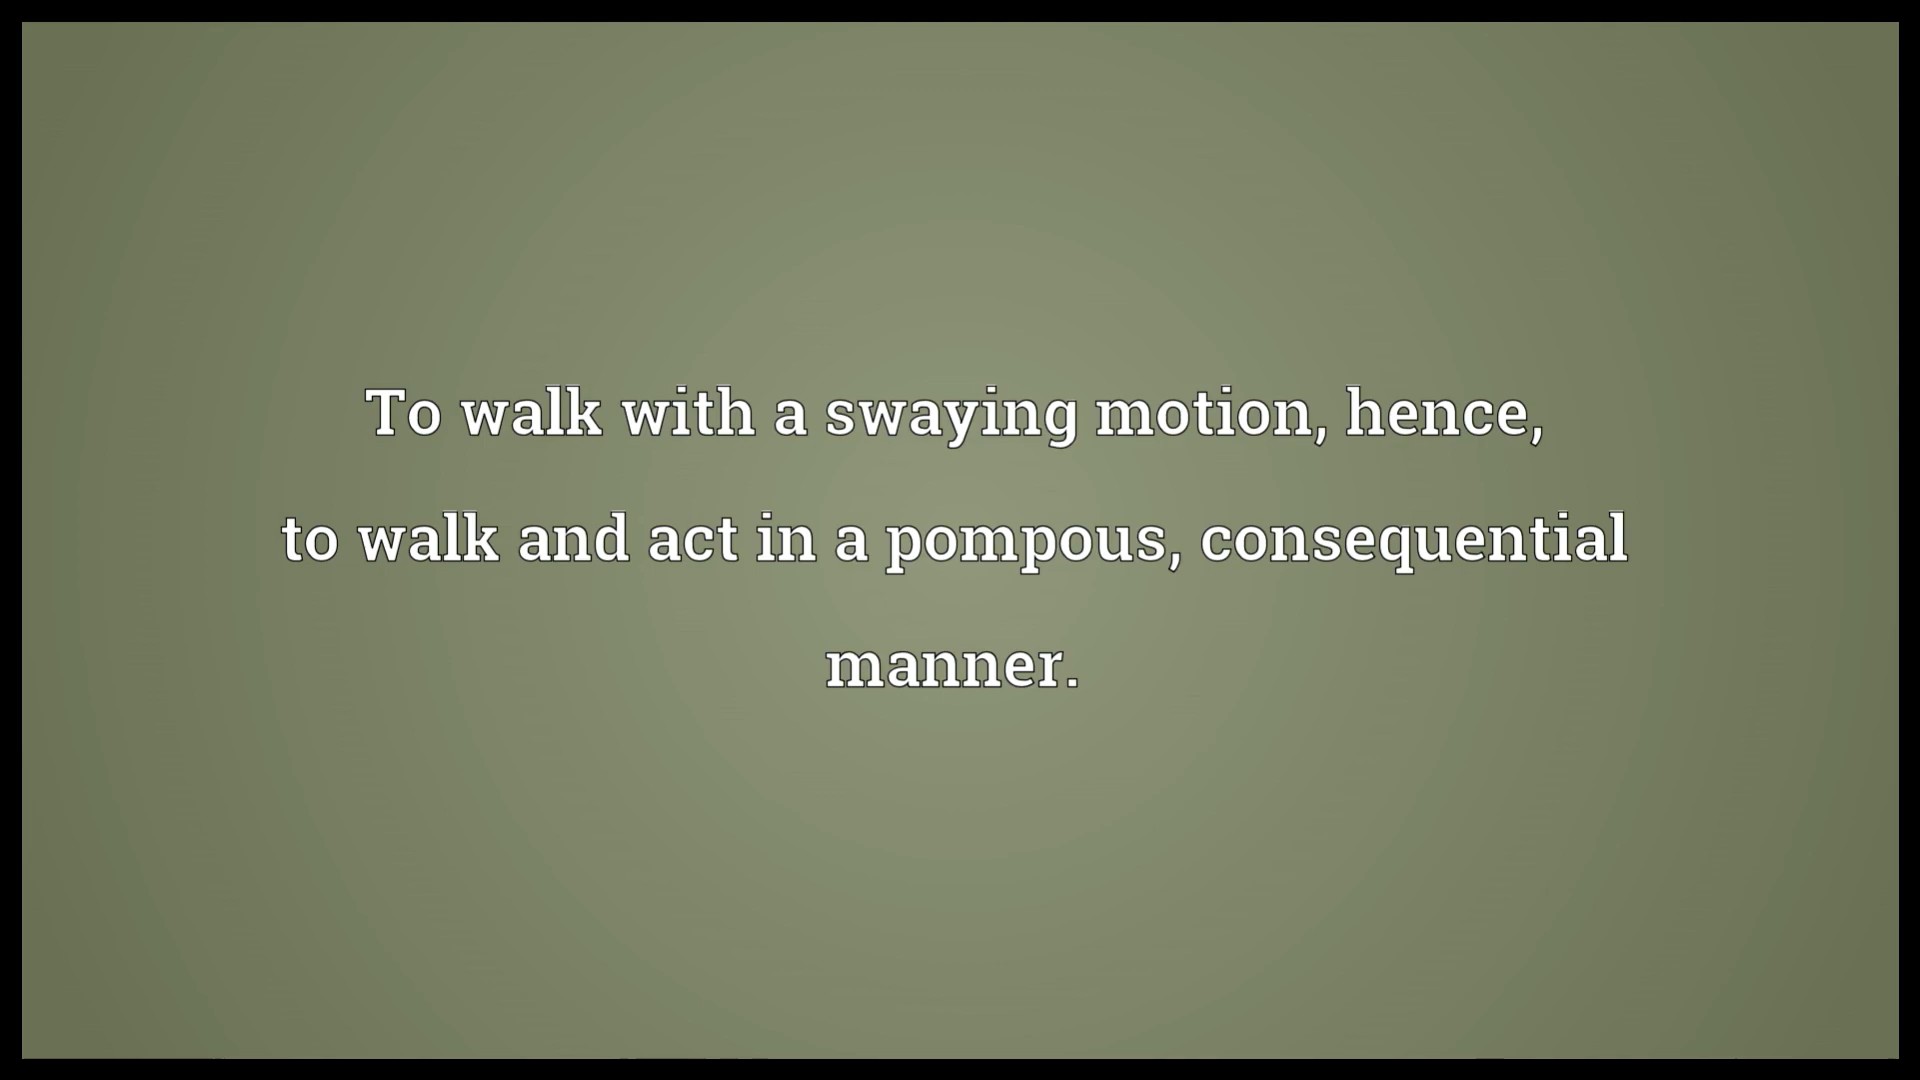 To walk with a swaying motion, hence,
to walk and act in a pompous, consequential
manner.